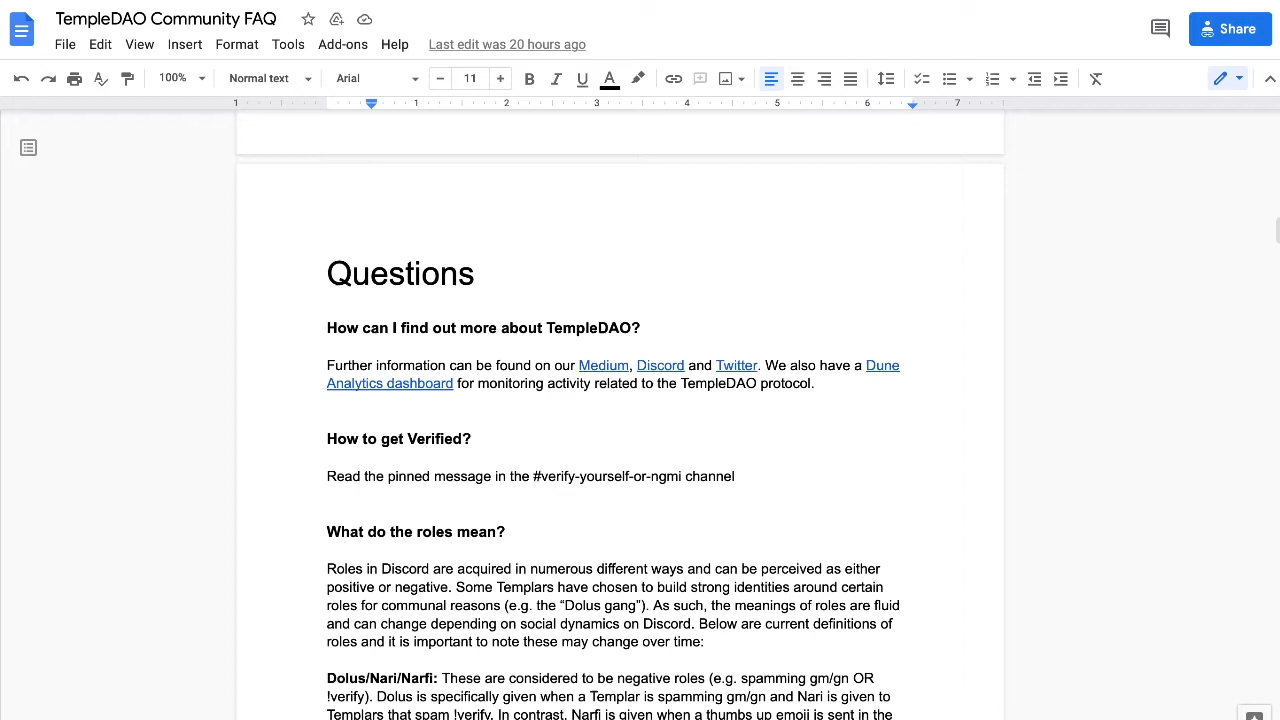 TempleDAO Community FAQ
File Edit View Insert Format Tools Add-ons Help Last edit was 20 hours ago
Share
100% Normal text Arial − 11 + B I U A
1 1 2 3 4 5 6 7
Questions
How can I find out more about TempleDAO?
Further information can be found on our Medium, Discord and Twitter. We also have a Dune
Analytics dashboard for monitoring activity related to the TempleDAO protocol.
How to get Verified?
Read the pinned message in the #verify-yourself-or-ngmi channel
What do the roles mean?
Roles in Discord are acquired in numerous different ways and can be perceived as either
positive or negative. Some Templars have chosen to build strong identities around certain
roles for communal reasons (e.g. the “Dolus gang”). As such, the meanings of roles are fluid
and can change depending on social dynamics on Discord. Below are current definitions of
roles and it is important to note these may change over time:
Dolus/Nari/Narfi: These are considered to be negative roles (e.g. spamming gm/gn OR
!verify). Dolus is specifically given when a Templar is spamming gm/gn and Nari is given to
Templars that spam !verify. In contrast, Narfi is given when a thumbs up emoji is sent in the